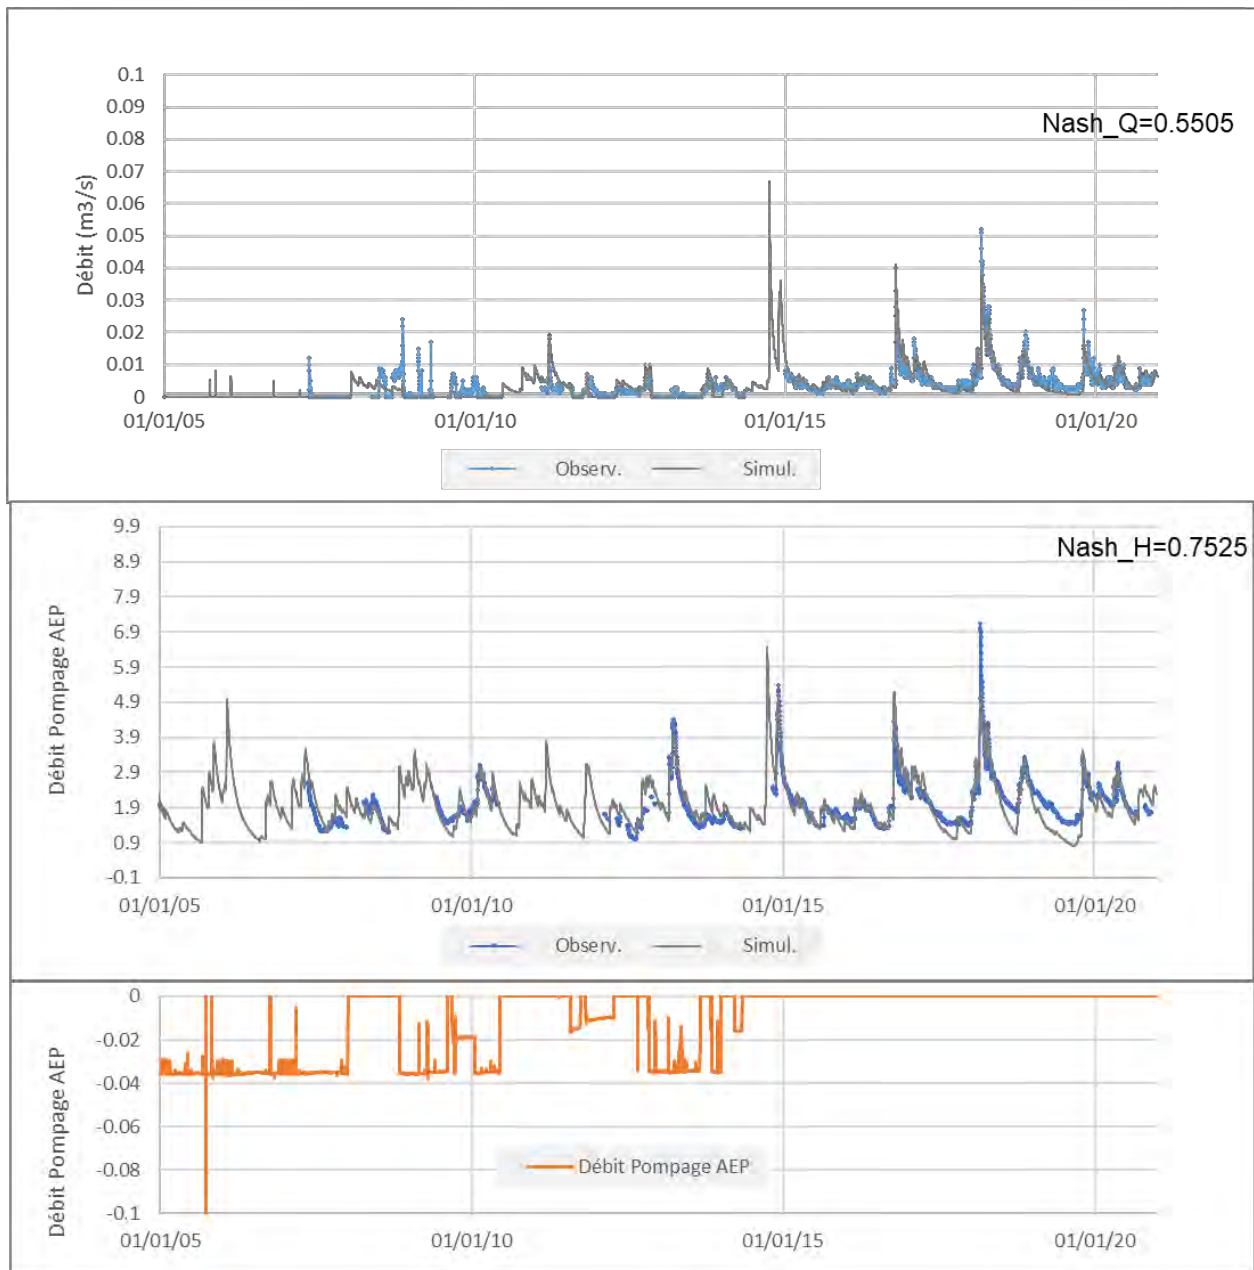 0.1
0.09
0.08
0.07
0.06
0.05
0.04
0.03
0.02
0.01
0
Débit (m3/s)
Nash_Q=0.5505
01/01/05 01/01/10 01/01/15 01/01/20
Observ. Simul.
9.9
8.9
7.9
6.9
5.9
4.9
3.9
2.9
1.9
0.9
-0.1
Débit Pompage AEP
Nash_H=0.7525
01/01/05 01/01/10 01/01/15 01/01/20
Observ. Simul.
0
-0.02
-0.04
-0.06
-0.08
-0.1
Débit Pompage AEP
Débit Pompage AEP
01/01/05 01/01/10 01/01/15 01/01/20